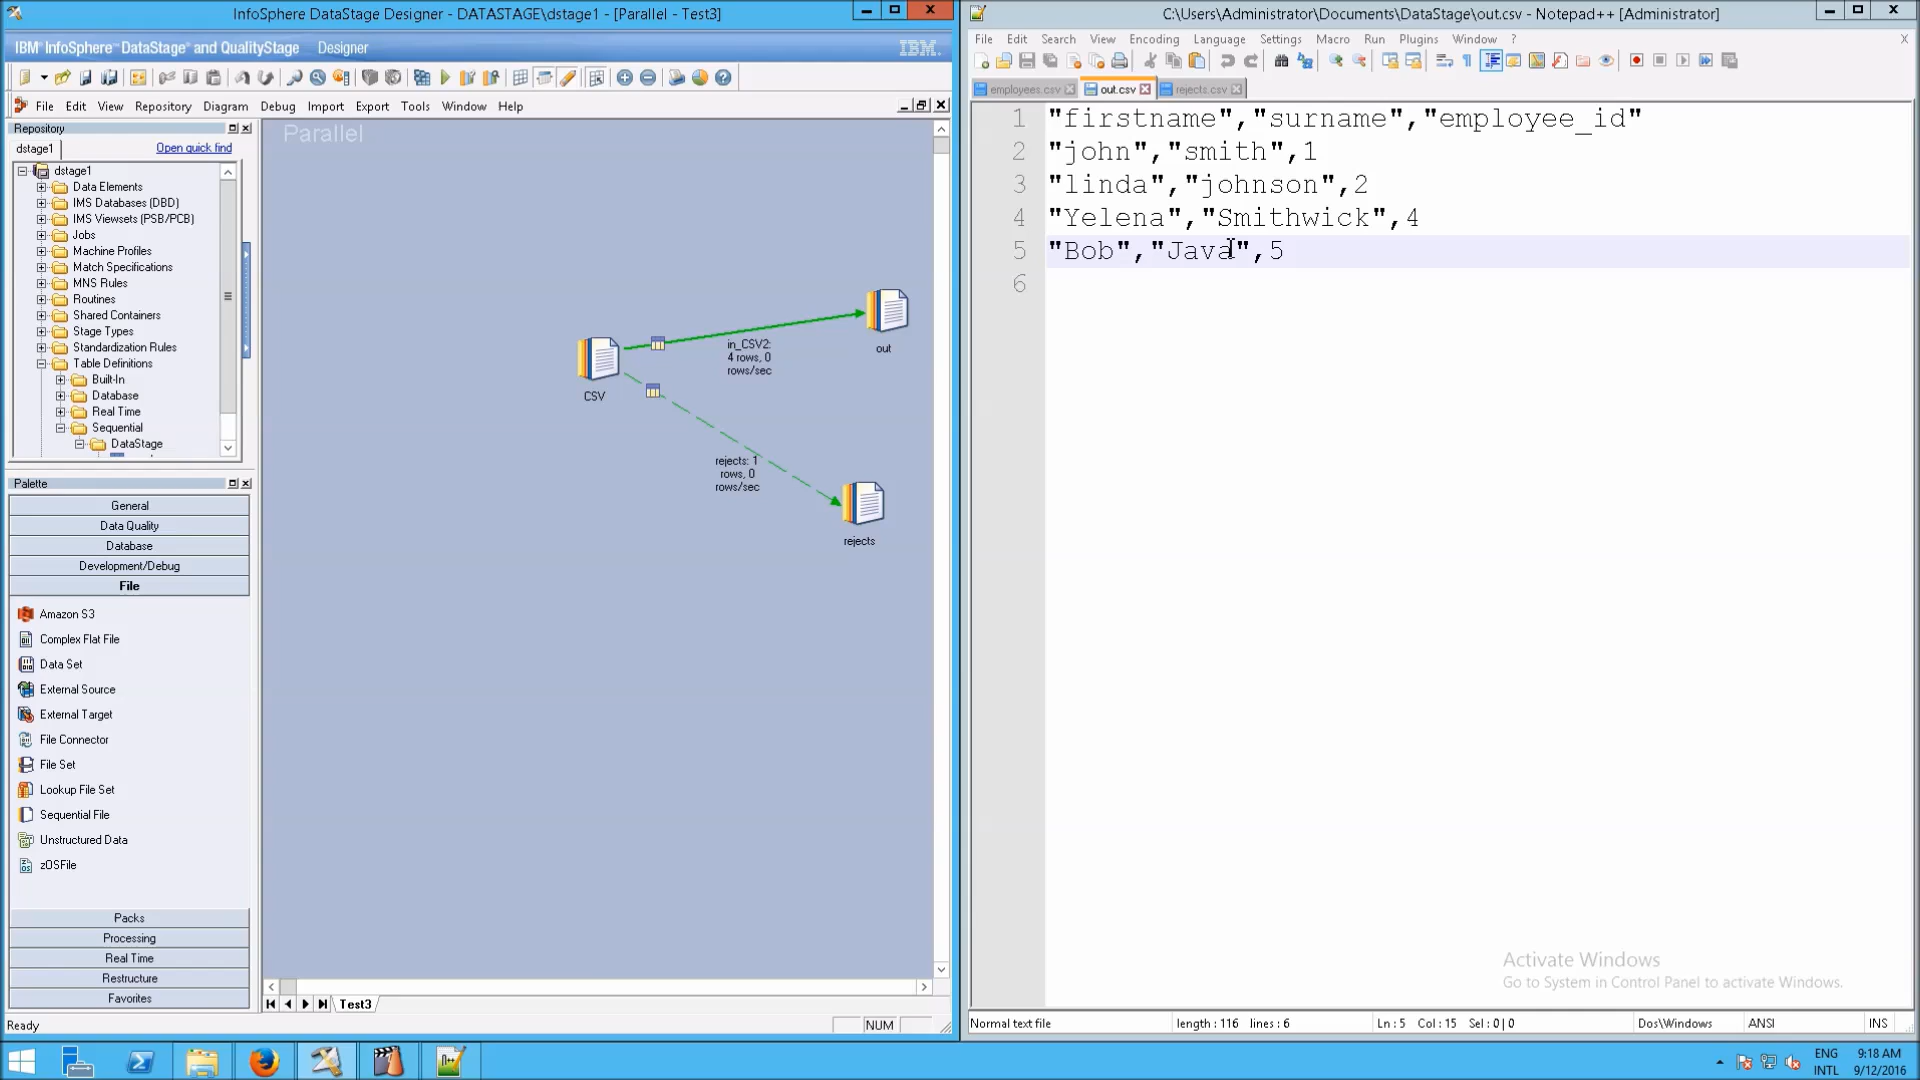 InfoSphere DataStage Designer - DATASTAGE\dstage1 - [Parallel - Test3]
IBM® InfoSphere™ DataStage® and QualityStage Designer
IBM.
File Edit View Repository Diagram Debug Import Export Tools Window Help
Repository
dstage1
Open quick find
dstage1
Data Elements
IMS Databases (DBD)
IMS Viewsets (PSB/PCB)
Jobs
Machine Profiles
Match Specifications
MNS Rules
Routines
Shared Containers
Stage Types
Standardization Rules
Table Definitions
Built-In
Database
Real Time
Sequential
DataStage
Palette
General
Data Quality
Database
Development/Debug
File
Amazon S3
Complex Flat File
Data Set
External Source
External Target
File Connector
File Set
Lookup File Set
Sequential File
Unstructured Data
zOSFile
Packs
Processing
Real Time
Restructure
Favorites
Parallel
out
in_CSV2:
4 rows, 0
rows/sec
CSV
rejects: 1
rows, 0
rows/sec
rejects
Test3
Ready
NUM
C:\Users\Administrator\Documents\DataStage\out.csv - Notepad++ [Administrator]
File Edit Search View Encoding Language Settings Macro Run Plugins Window ?
X
employees.csv out.csv rejects.csv
1 "firstname","surname","employee_id"
2 "john","smith",1
3 "linda","johnson",2
4 "Yelena","Smithwick",4
5 "Bob","Java",5
6
Activate Windows
Go to System in Control Panel to activate Windows.
Normal text file
length : 116 lines : 6
Ln : 5 Col : 15 Sel : 0 | 0
Dos\Windows
ANSI
INS
ENG
INTL
9:18 AM
9/12/2016